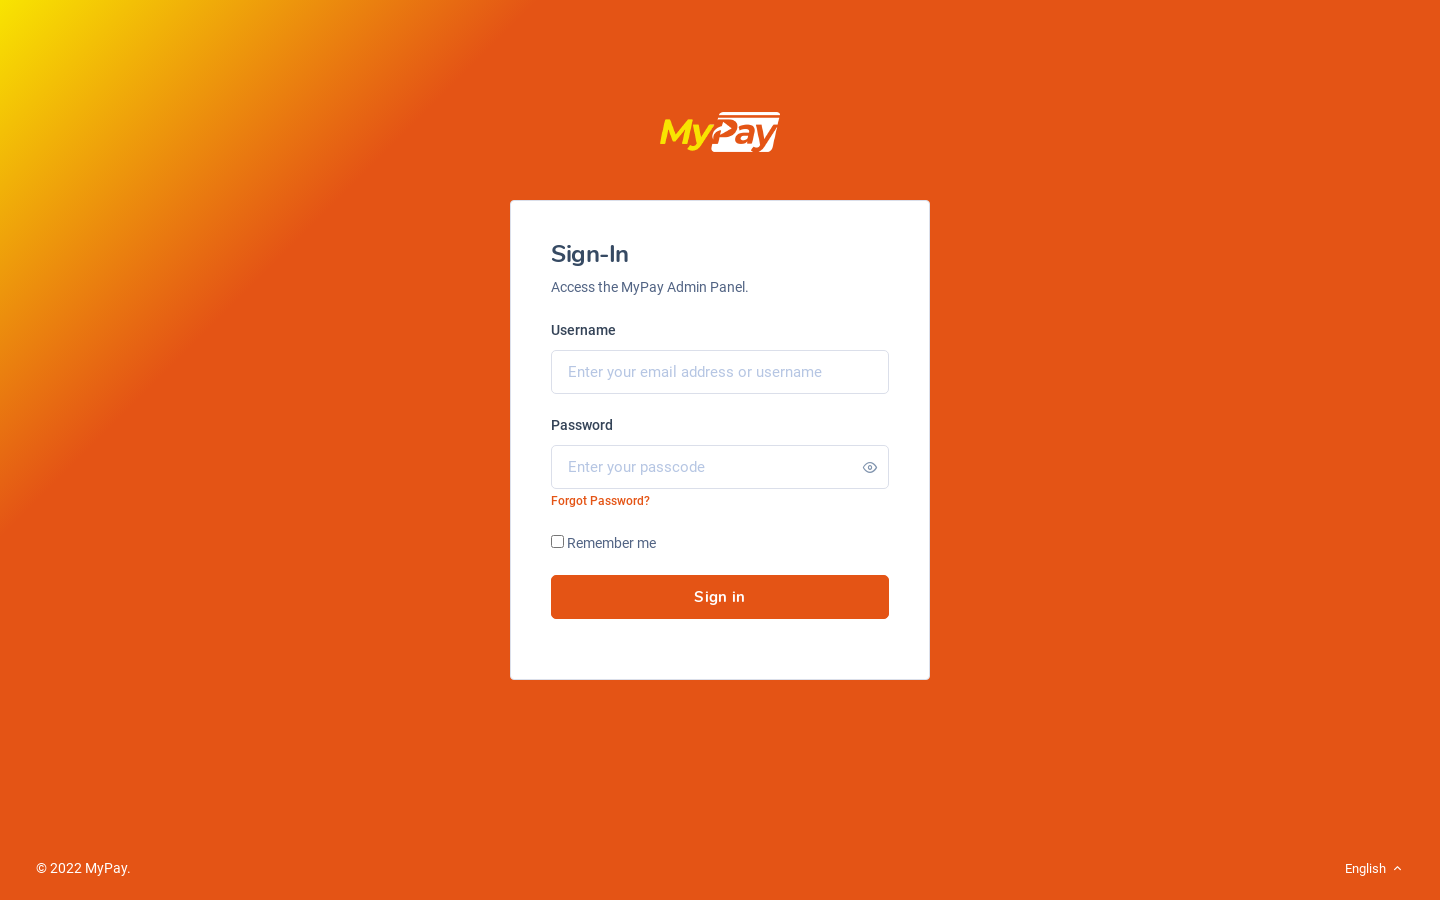 MyPay
Sign-In
Access the MyPay Admin Panel.
Username
Enter your email address or username
Password
Enter your passcode
Forgot Password?
Remember me
Sign in
© 2022 MyPay.
English